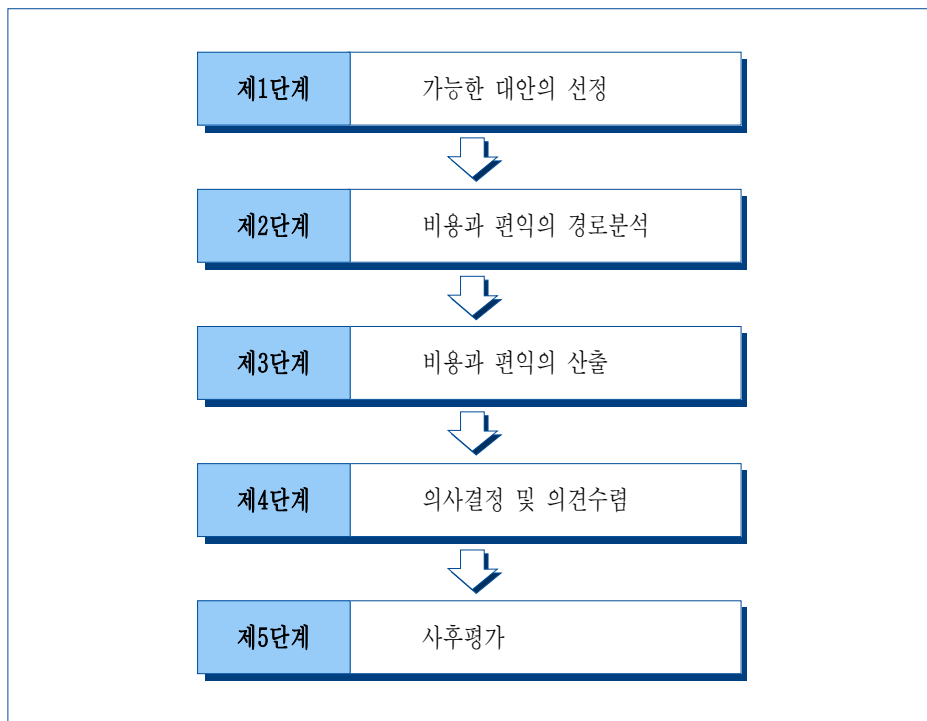 제1단계 가능한 대안의 선정
제2단계 비용과 편익의 경로분석
제3단계 비용과 편익의 산출
제4단계 의사결정 및 의견수렴
제5단계 사후평가